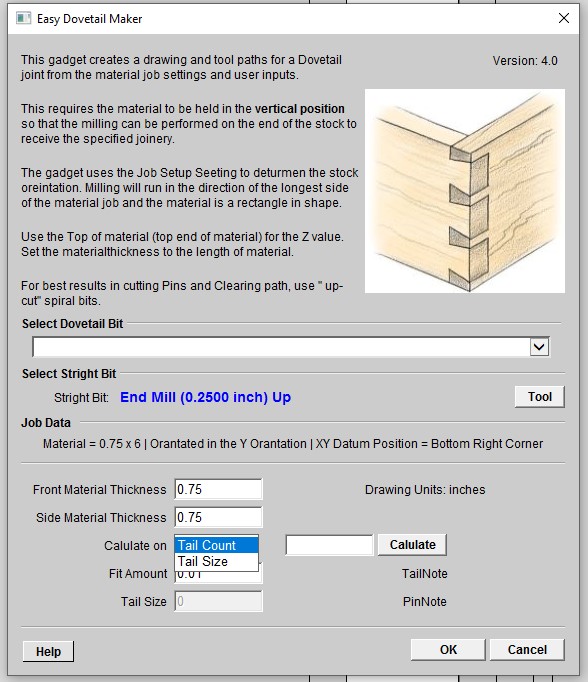 Easy Dovetail Maker
This gadget creates a drawing and tool paths for a Dovetail
joint from the material job settings and user inputs.
Version: 4.0
This requires the material to be held in the vertical position
so that the milling can be performed on the end of the stock to
receive the specified joinery.
The gadget uses the Job Setup Seeting to deturmen the stock
oreintation. Milling will run in the direction of the longest side
of the material job and the material is a rectangle in shape.
Use the Top of material (top end of material) for the Z value.
Set the materialthickness to the length of material.
For best results in cutting Pins and Clearing path, use " up-
cut" spiral bits.
Select Dovetail Bit
Select Stright Bit
Stright Bit: End Mill (0.2500 inch) Up
Tool
Job Data
Material = 0.75 x 6 | Orantated in the Y Orantation | XY Datum Position = Bottom Right Corner
Front Material Thickness 0.75
Drawing Units: inches
Side Material Thickness 0.75
Calulate on Tail Count
Calulate
Tail Size
Fit Amount 0.01
TailNote
Tail Size 0
PinNote
Help
OK
Cancel